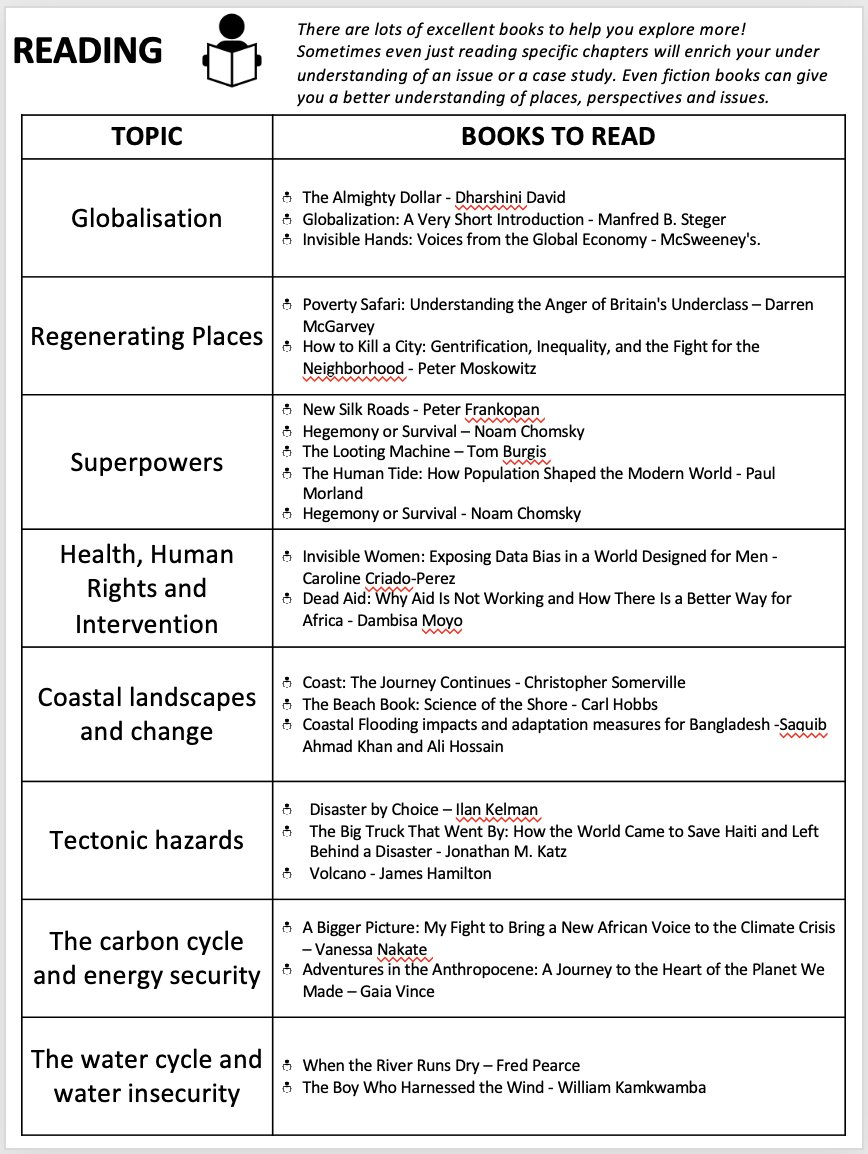 READING
There are lots of excellent books to help you explore more!
Sometimes even just reading specific chapters will enrich your under
understanding of an issue or a case study. Even fiction books can give
you a better understanding of places, perspectives and issues.
TOPIC
BOOKS TO READ
Globalisation
The Almighty Dollar - Dharshini David
Globalization: A Very Short Introduction - Manfred B. Steger
Invisible Hands: Voices from the Global Economy - McSweeney's.
Regenerating Places
Poverty Safari: Understanding the Anger of Britain's Underclass – Darren
McGarvey
How to Kill a City: Gentrification, Inequality, and the Fight for the
Neighborhood - Peter Moskowitz
Superpowers
New Silk Roads - Peter Frankopan
Hegemony or Survival – Noam Chomsky
The Looting Machine – Tom Burgis
The Human Tide: How Population Shaped the Modern World - Paul
Morland
Hegemony or Survival - Noam Chomsky
Health, Human
Rights and
Intervention
Invisible Women: Exposing Data Bias in a World Designed for Men -
Caroline Criado-Perez
Dead Aid: Why Aid Is Not Working and How There Is a Better Way for
Africa - Dambisa Moyo
Coastal landscapes
and change
Coast: The Journey Continues - Christopher Somerville
The Beach Book: Science of the Shore - Carl Hobbs
Coastal Flooding impacts and adaptation measures for Bangladesh -Saquib
Ahmad Khan and Ali Hossain
Tectonic hazards
Disaster by Choice – Ilan Kelman
The Big Truck That Went By: How the World Came to Save Haiti and Left
Behind a Disaster - Jonathan M. Katz
Volcano - James Hamilton
The carbon cycle
and energy security
A Bigger Picture: My Fight to Bring a New African Voice to the Climate Crisis
– Vanessa Nakate
Adventures in the Anthropocene: A Journey to the Heart of the Planet We
Made – Gaia Vince
The water cycle and
water insecurity
When the River Runs Dry – Fred Pearce
The Boy Who Harnessed the Wind - William Kamkwamba